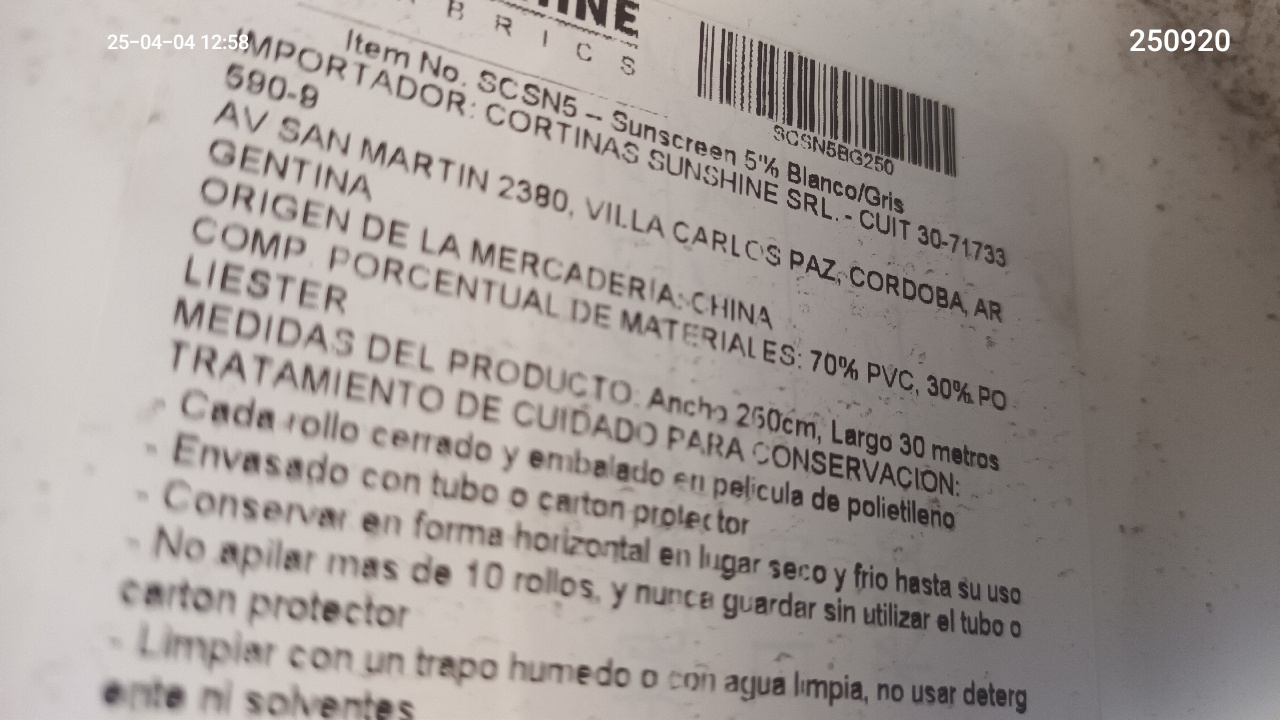 25-04-04 12:58
250920
FABRICS
SCSN5BG250
Item No. SCSN5 – Sunscreen 5% Blanco/Gris
IMPORTADOR: CORTINAS SUNSHINE SRL. - CUIT 30-71733
590-9
AV SAN MARTIN 2380, VILLA CARLOS PAZ, CORDOBA, AR
GENTINA
ORIGEN DE LA MERCADERIA: CHINA
COMP. PORCENTUAL DE MATERIALES: 70% PVC, 30% PO
LIESTER
MEDIDAS DEL PRODUCTO: Ancho 250cm, Largo 30 metros
TRATAMIENTO DE CUIDADO PARA CONSERVACION:
- Cada rollo cerrado y embalado en pelicula de polietileno
- Envasado con tubo o carton protector
- Conservar en forma horizontal en lugar seco y frio hasta su uso
- No apilar mas de 10 rollos, y nunca guardar sin utilizar el tubo o
carton protector
- Limpiar con un trapo humedo o con agua limpia, no usar deterg
ente ni solventes